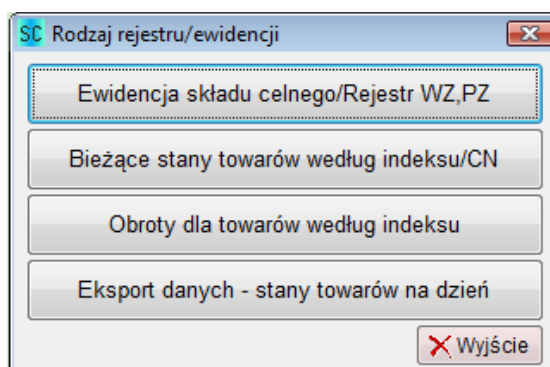 SC Rodzaj rejestru/ewidencji
Ewidencja składu celnego/Rejestr WZ,PZ
Bieżące stany towarów według indeksu/CN
Obroty dla towarów według indeksu
Eksport danych - stany towarów na dzień
Wyjście